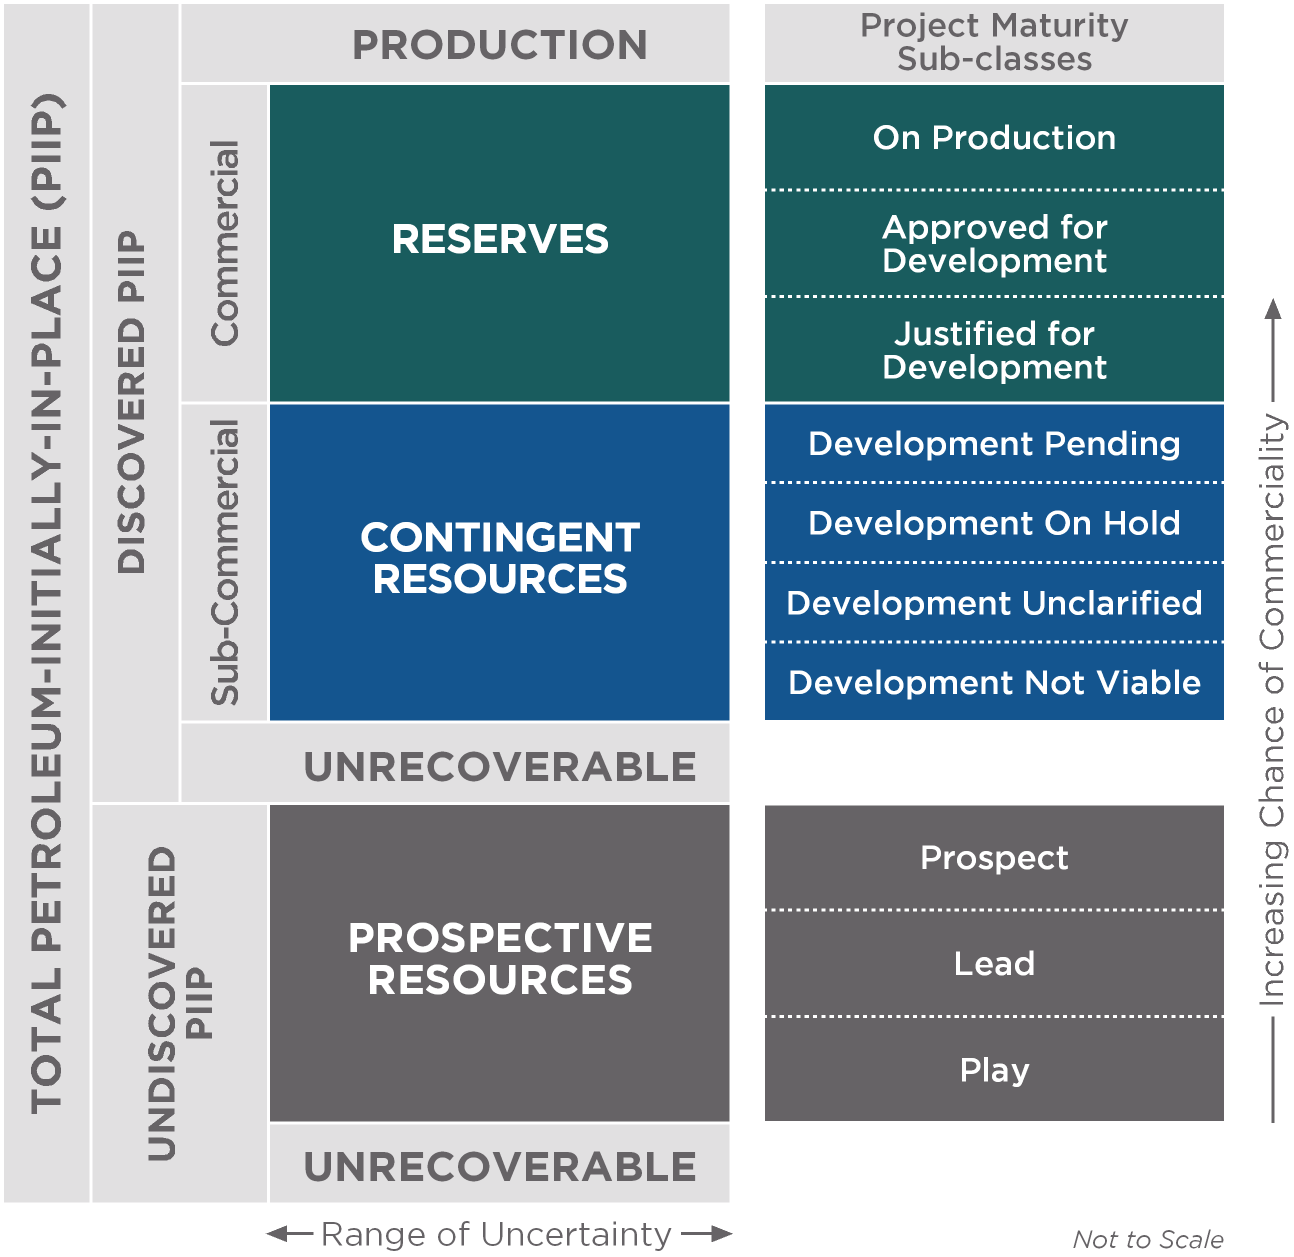 TOTAL PETROLEUM-INITIALLY-IN-PLACE (PIIP)
DISCOVERED PIIP
UNDISCOVERED
PIIP
Commercial
Sub-Commercial
PRODUCTION
RESERVES
CONTINGENT
RESOURCES
UNRECOVERABLE
PROSPECTIVE
RESOURCES
UNRECOVERABLE
Range of Uncertainty
Project Maturity
Sub-classes
On Production
Approved for
Development
Justified for
Development
Development Pending
Development On Hold
Development Unclarified
Development Not Viable
Prospect
Lead
Play
Increasing Chance of Commerciality
Not to Scale